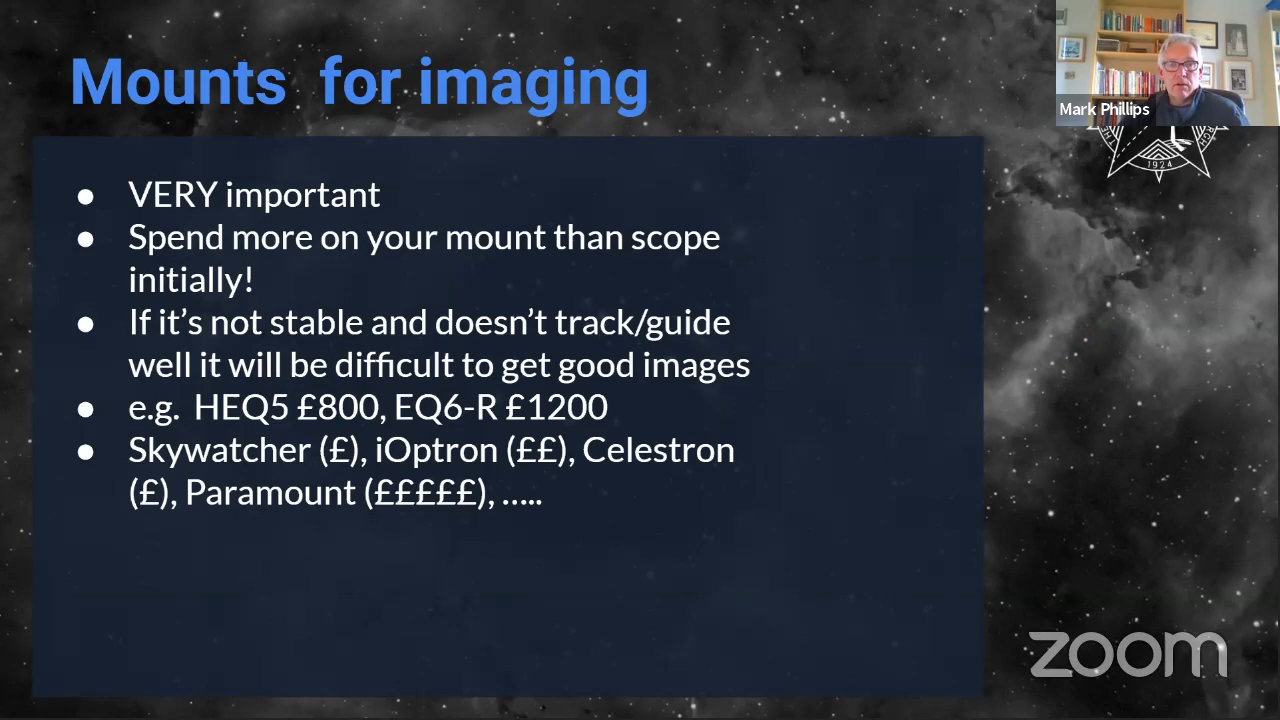 Mounts for imaging
Mark Phillips
1924
● VERY important
● Spend more on your mount than scope
initially!
● If it’s not stable and doesn’t track/guide
well it will be difficult to get good images
● e.g. HEQ5 £800, EQ6-R £1200
● Skywatcher (£), iOptron (££), Celestron
(£), Paramount (£££££), .....
zoom